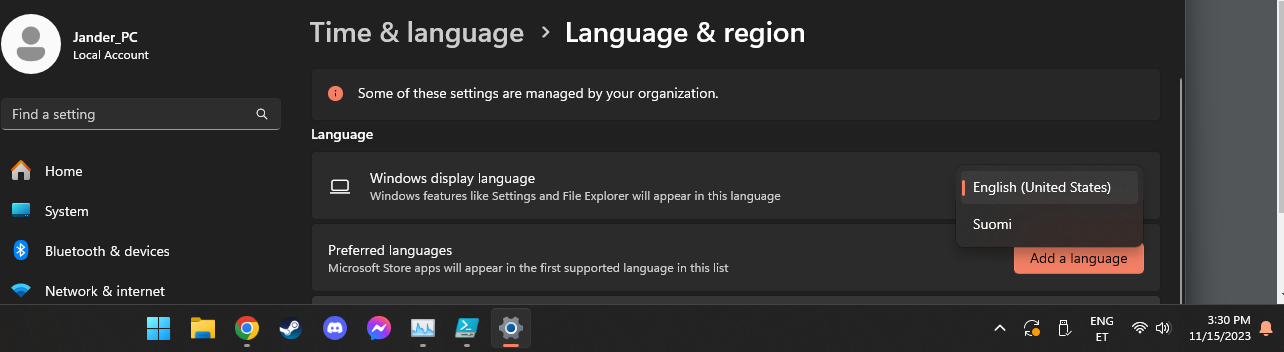 Jander_PC
Local Account
Find a setting
Home
System
Bluetooth & devices
Network & internet
Time & language > Language & region
Some of these settings are managed by your organization.
Language
Windows display language
Windows features like Settings and File Explorer will appear in this language
English (United States)
Suomi
Preferred languages
Microsoft Store apps will appear in the first supported language in this list
Add a language
ENG
ET
3:30 PM
11/15/2023